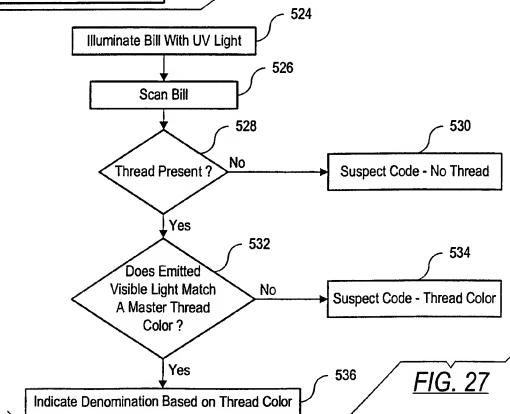 524
Illuminate Bill With UV Light
526
Scan Bill
528
Thread Present ?
No
530
Suspect Code - No Thread
Yes
532
Does Emitted
Visible Light Match
A Master Thread
Color ?
No
534
Suspect Code - Thread Color
Yes
536
Indicate Denomination Based on Thread Color
FIG. 27